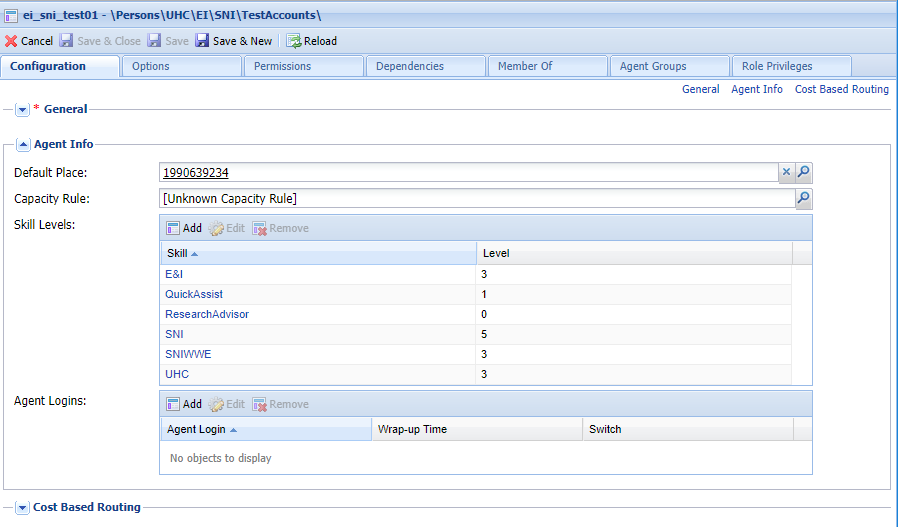 ei_sni_test01 - \Persons\UHC\EI\SNI\TestAccounts\
Cancel Save & Close Save Save & New Reload
Configuration Options Permissions Dependencies Member Of Agent Groups Role Privileges
General Agent Info Cost Based Routing
* General
Agent Info
Default Place: 1990639234
Capacity Rule: [Unknown Capacity Rule]
Skill Levels: Add Edit Remove
Skill Level
E&I 3
QuickAssist 1
ResearchAdvisor 0
SNI 5
SNIWWE 3
UHC 3
Agent Logins: Add Edit Remove
Agent Login Wrap-up Time Switch
No objects to display
Cost Based Routing